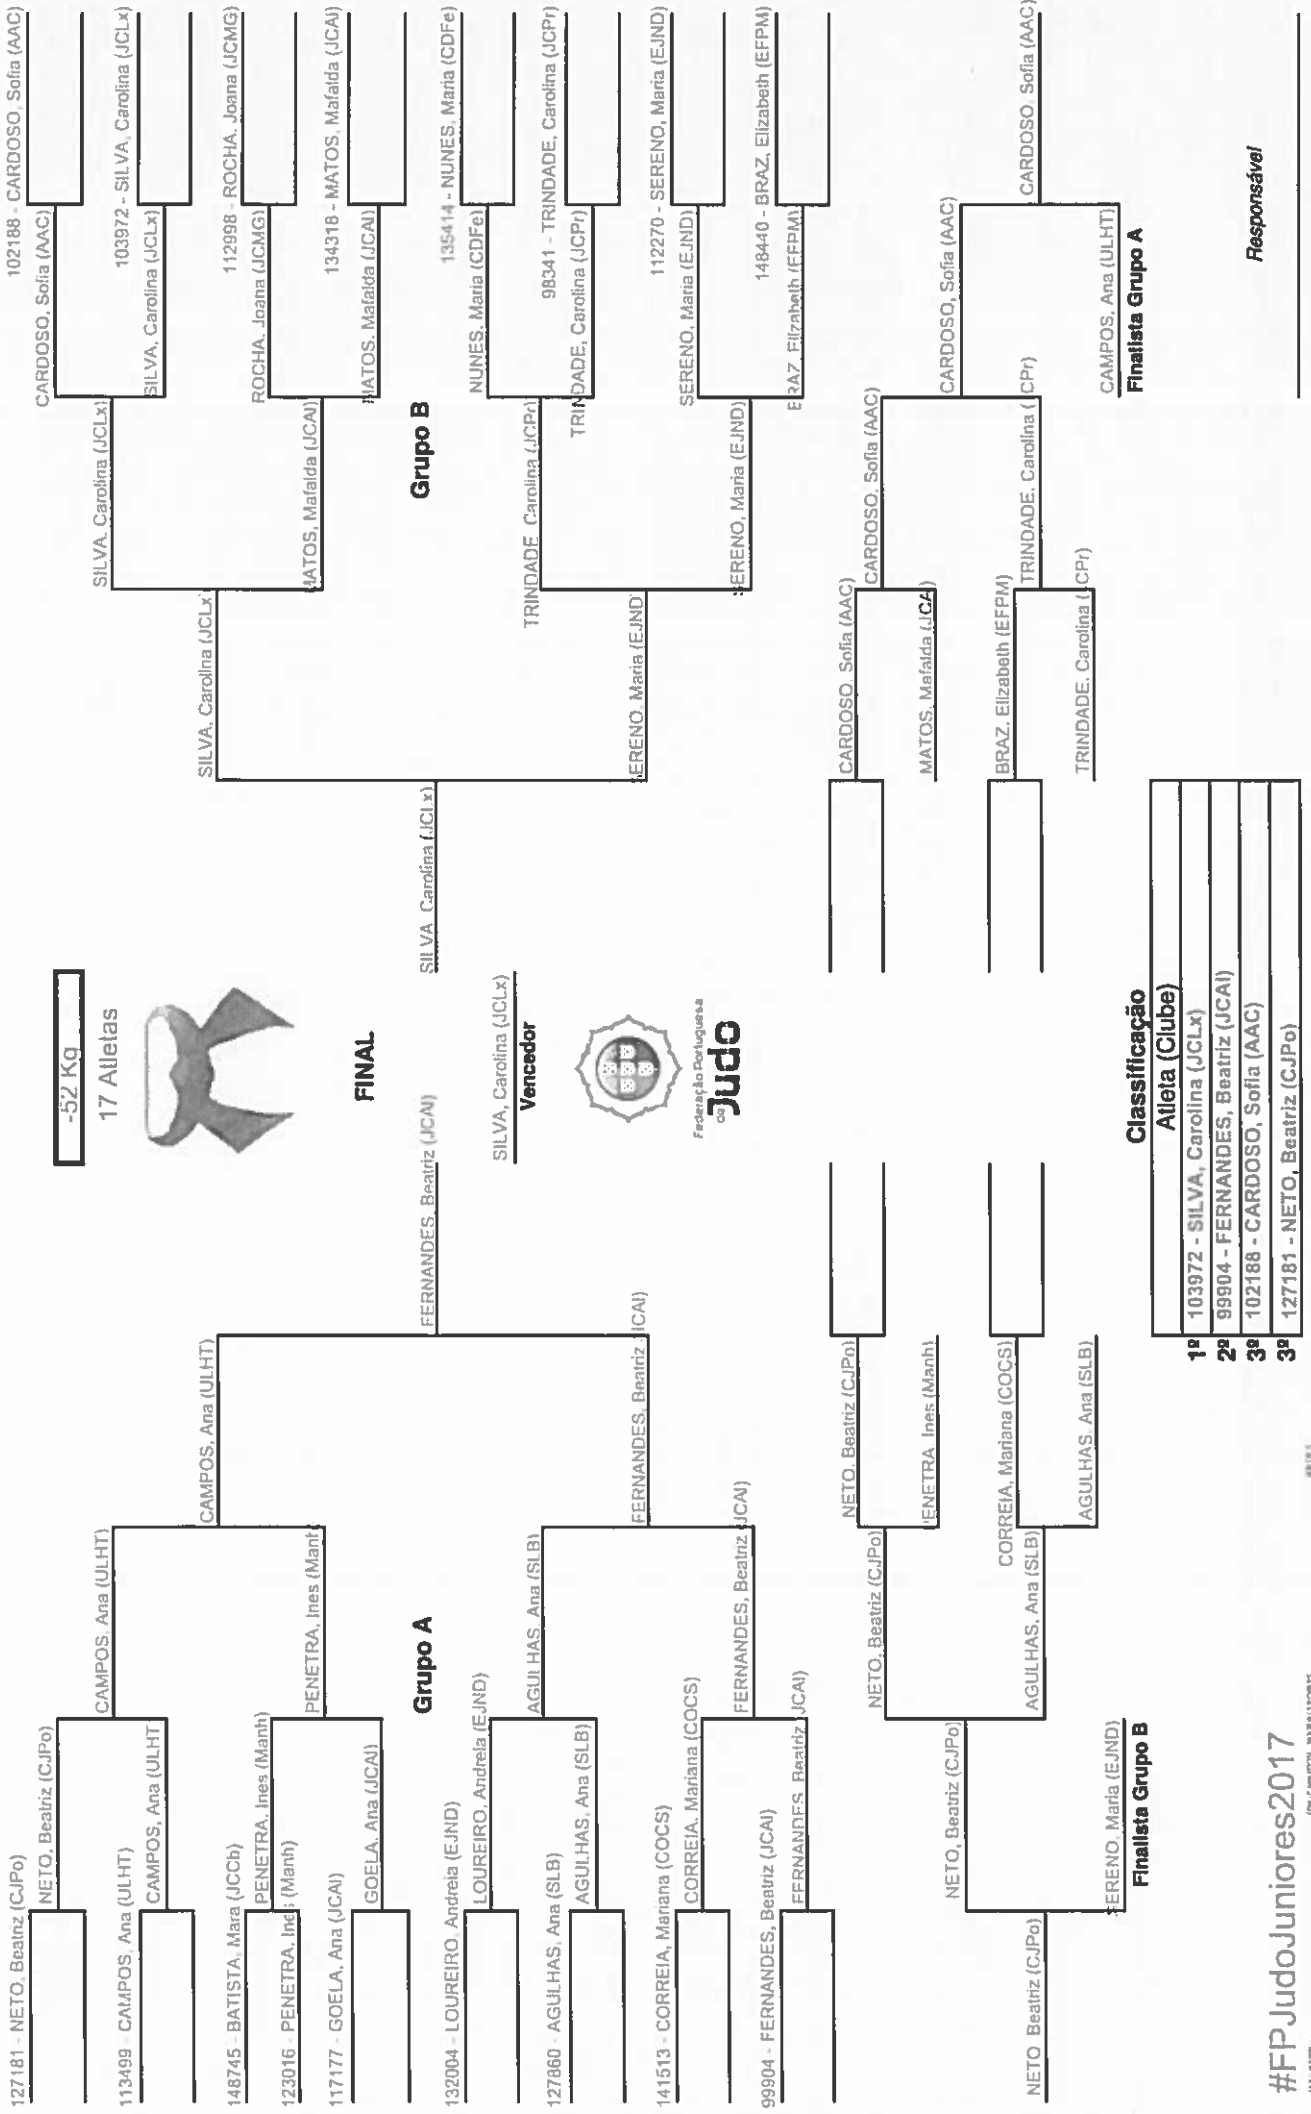 -52 Kg
17 Atletas
127181 - NETO, Beatriz (CJPo)
NETO, Beatriz (CJPo)
CAMPOS, Ana (ULHT)
113499 - CAMPOS, Ana (ULHT)
CAMPOS, Ana (ULHT
CAMPOS, Ana (ULHT)
148745 - BATISTA, Mara (JCCb)
PENETRA, Ines (Manh)
123016 - PENETRA, Ines (Manh)
PENETRA, Ines (Manh
117177 - GOELA, Ana (JCAI)
GOELA, Ana (JCAI)
Grupo A
FERNANDES, Beatriz (JCAI)
132004 - LOUREIRO, Andreia (EJND)
LOUREIRO, Andreia (EJND)
AGULHAS, Ana (SLB)
127860 - AGULHAS, Ana (SLB)
AGULHAS, Ana (SLB)
FERNANDES, Beatriz JCAI)
141513 - CORREIA, Mariana (COCS)
CORREIA, Mariana (COCS)
FERNANDES, Beatriz JCAI)
99904 - FERNANDES, Beatriz (JCAI)
FERNANDES, Beatriz JCAI)
FINAL
SILVA, Carolina (JCLx)
Vencedor
Federação Portuguesa
de Judo
102188 - CARDOSO, Sofia (AAC)
CARDOSO, Sofia (AAC)
SILVA, Carolina (JCLx)
103972 - SILVA, Carolina (JCLx)
SILVA, Carolina (JCLx)
SILVA, Carolina (JCLx)
112998 - ROCHA, Joana (JCMG)
ROCHA, Joana (JCMG)
MATOS, Mafalda (JCAI)
134318 - MATOS, Mafalda (JCAI)
MATOS, Mafalda (JCAI)
Grupo B
SILVA, Carolina (JCLx)
135414 - NUNES, Maria (CDFe)
NUNES, Maria (CDFe)
TRINDADE, Carolina (JCPr)
98341 - TRINDADE, Carolina (JCPr)
TRINDADE, Carolina (JCPr)
SERENO, Maria (EJND
112270 - SERENO, Maria (EJND)
SERENO, Maria (EJND)
SERENO, Maria (EJND)
148440 - BRAZ, Elizabeth (EFPM)
BRAZ, Elizabeth (EFPM)
NETO, Beatriz (CJPo)
NETO, Beatriz (CJPo)
PENETRA, Ines (Manh)
NETO, Beatriz (CJPo)
CORREIA, Mariana (COCS)
AGULHAS, Ana (SLB)
AGULHAS, Ana (SLB)
NETO Beatriz (CJPo)
SERENO, Maria (EJND)
Finalista Grupo B
CARDOSO, Sofia (AAC)
CARDOSO, Sofia (AAC)
MATOS, Mafalda (JCA
CARDOSO, Sofia (AAC)
BRAZ, Elizabeth (EFPM)
TRINDADE, Carolina ( CPr)
TRINDADE, Carolina ( CPr)
CARDOSO, Sofia (AAC)
CAMPOS, Ana (ULHT)
Finalista Grupo A
Classificação
Atleta (Clube)
1º 103972 - SILVA, Carolina (JCLx)
2º 99904 - FERNANDES, Beatriz (JCAI)
3º 102188 - CARDOSO, Sofia (AAC)
3º 127181 - NETO, Beatriz (CJPo)
Responsável
#FPJudoJuniores2017